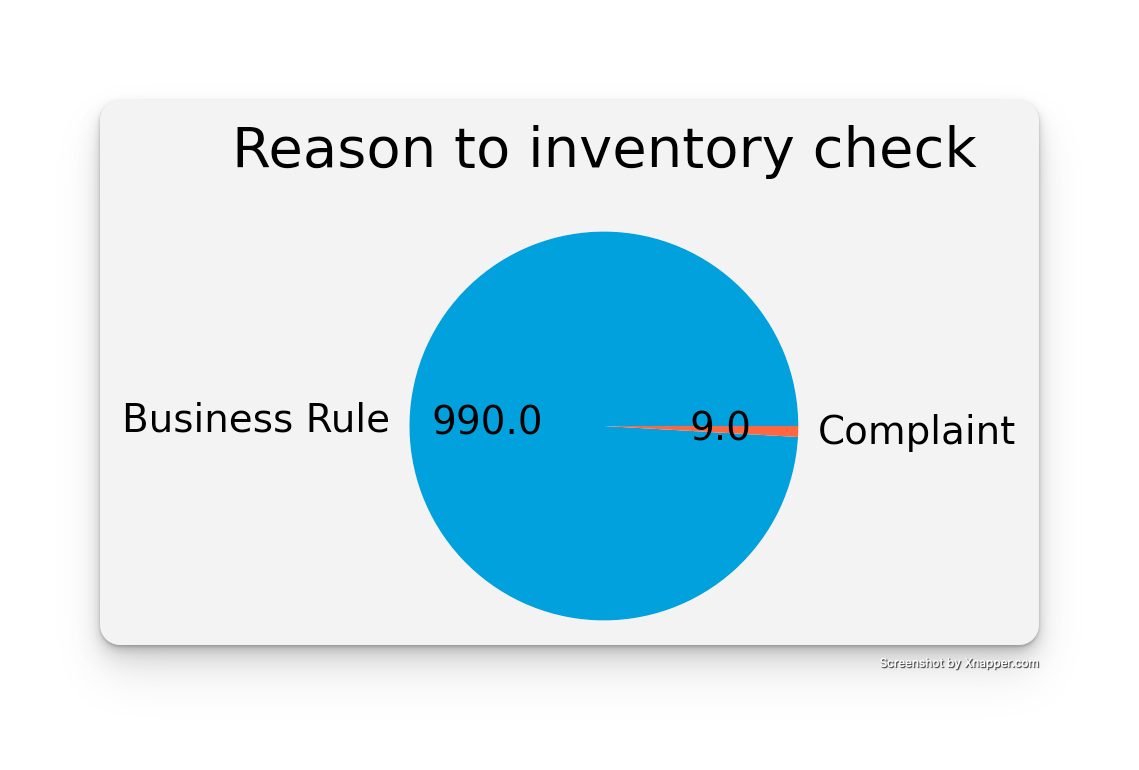 Reason to inventory check
Business Rule
990.0
9.0
Complaint
Screenshot by Xnapper.com